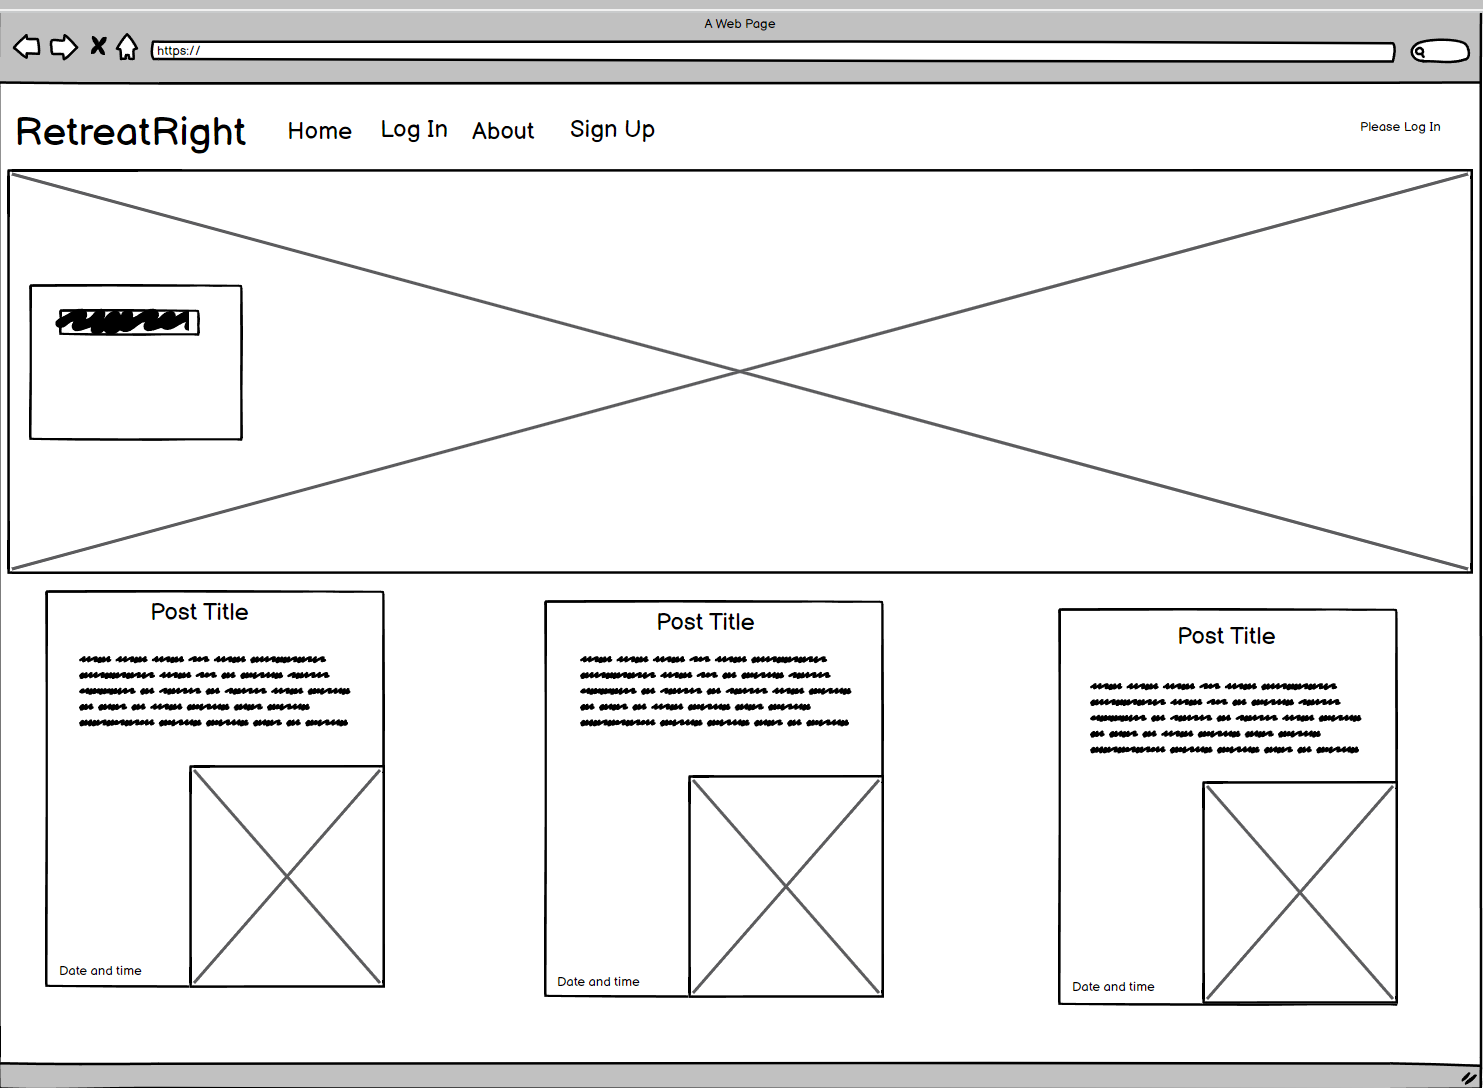 A Web Page
https://
RetreatRight Home Log In About Sign Up Please Log In
Post Title
Date and time
Post Title
Date and time
Post Title
Date and time